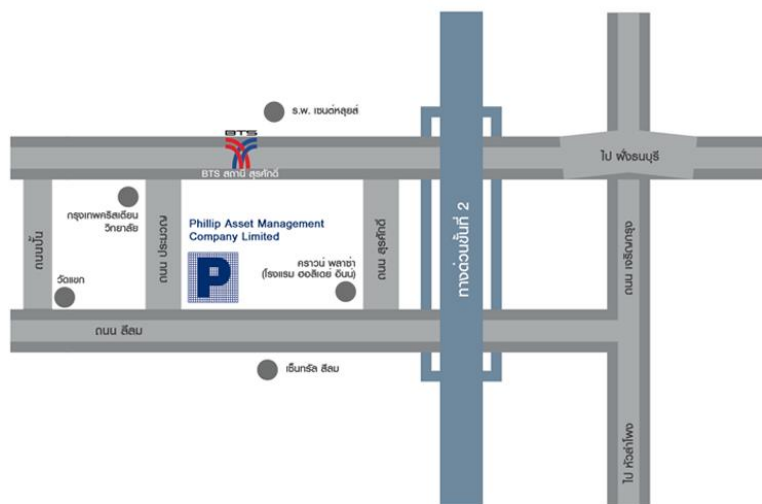 ร.พ. เซนต์หลุยส์
BTS
BTS สถานี สุรศักดิ์
ไป ฝั่งธนบุรี
ถนนปั้น
กรุงเทพคริสเตียน
วิทยาลัย
ถนน ประมวญ
Phillip Asset Management
Company Limited
P
คราวน์ พลาซ่า
(โรงแรม ฮอลิเดย์ อินน์)
ถนน สุรศักดิ์
ทางด่วนขั้นที่ 2
ถนน เจริญกรุง
วัดแขก
ถนน สีลม
เซ็นทรัล สีลม
ไป หัวลำโพง